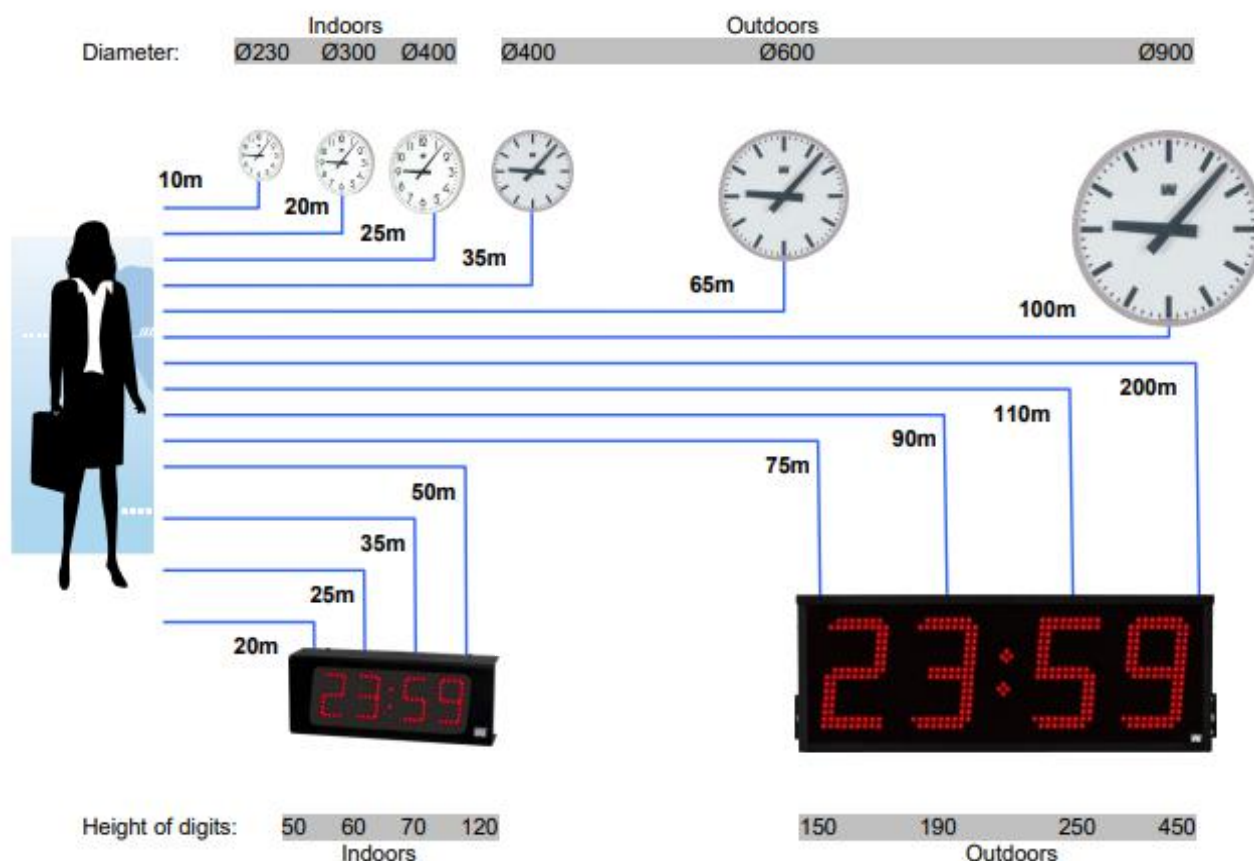 Indoors Outdoors
Diameter: Ø230 Ø300 Ø400 Ø400 Ø600 Ø900
10m
20m
25m
35m
65m
100m
200m
110m
90m
75m
50m
35m
25m
20m
23:59
23:59
Height of digits: 50 60 70 120 150 190 250 450
Indoors Outdoors